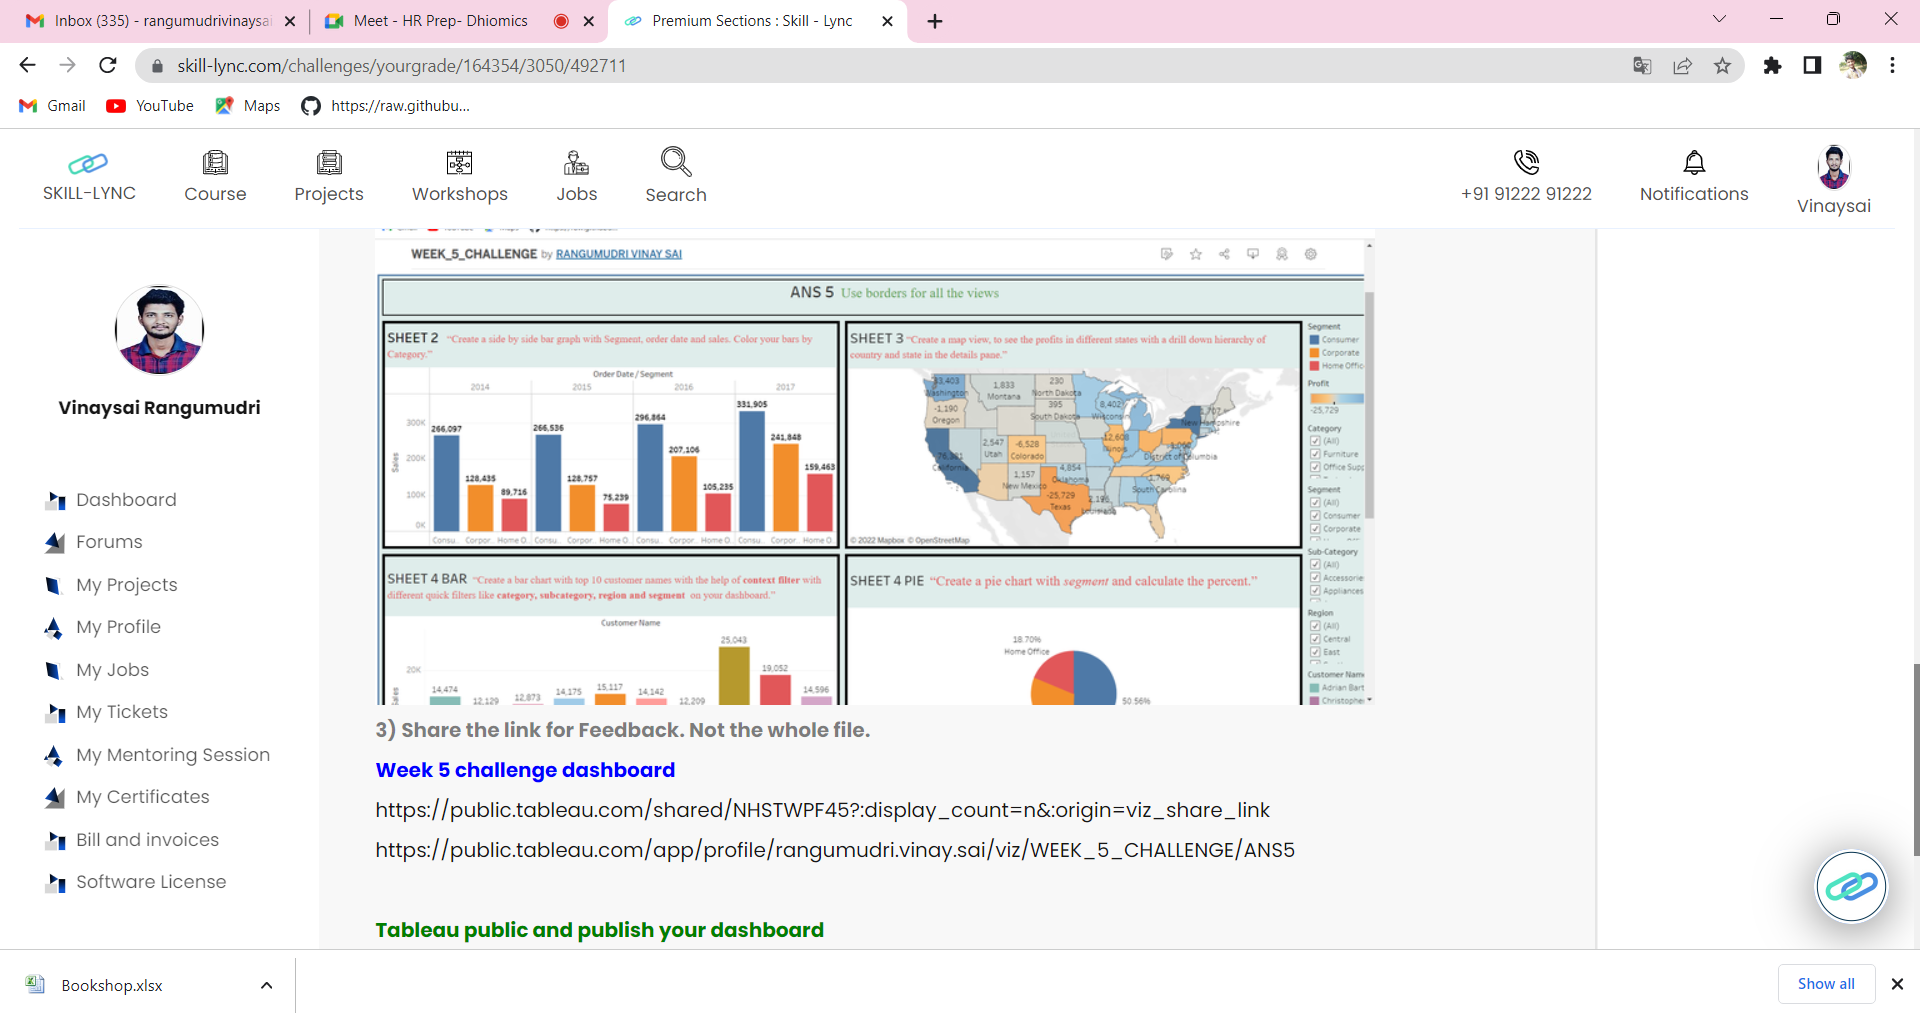 Inbox (335) - rangumudrivinaysai
Meet - HR Prep- Dhiomics
Premium Sections : Skill - Lync
skill-lync.com/challenges/yourgrade/164354/3050/492711
Gmail
YouTube
Maps
https://raw.githubu...
SKILL-LYNC
Course
Projects
Workshops
Jobs
Search
+91 91222 91222
Notifications
Vinaysai
Vinaysai Rangumudri
Dashboard
Forums
My Projects
My Profile
My Jobs
My Tickets
My Mentoring Session
My Certificates
Bill and invoices
Software License
WEEK_5_CHALLENGE by RANGUMUDRI VINAY SAI
ANS 5 Use borders for all the views
SHEET 2 “Create a side by side bar graph with Segment, order date and sales. Color your bars by
Category.”
Order Date / Segment
2014 2015 2016 2017
300K
200K
100K
0K
Sales
266,097
128,435
89,716
266,536
128,757
75,239
296,864
207,106
105,235
331,905
241,848
159,463
Consu.. Corpor.. Home O.. Consu.. Corpor.. Home O.. Consu.. Corpor.. Home O.. Consu.. Corpor.. Home O..
SHEET 3 “Create a map view, to see the profits in different states with a drill down hierarchy of
country and state in the details pane.”
33,403
Washington
1,833
Montana
230
North Dakota
-1,190
Oregon
395
South Dakota
8,402
Wisconsin
New Hampshire
2,547
Utah
-6,528
Colorado
-12,608
Illinois
District of Columbia
California
4,854
Oklahoma
1,157
New Mexico
South Carolina
-25,729
Texas
2,196
Louisiana
© 2022 Mapbox © OpenStreetMap
Segment
Consumer
Corporate
Home Offic
Profit
-25,729
Category
(All)
Furniture
Office Supp
Segment
(All)
Consumer
Corporate
Sub-Category
(All)
Accessorie
Appliances
Region
(All)
Central
East
Customer Nam
Adrian Bart
Christophe
SHEET 4 BAR “Create a bar chart with top 10 customer names with the help of context filter with
different quick filters like category, subcategory, region and segment on your dashboard.”
Customer Name
20K
Sales
14,474
12,129
12,873
14,175
15,117
14,142
12,209
25,043
19,052
14,596
SHEET 4 PIE “Create a pie chart with segment and calculate the percent.”
18.70%
Home Office
50.56%
3) Share the link for Feedback. Not the whole file.
Week 5 challenge dashboard
https://public.tableau.com/shared/NHSTWPF45?:display_count=n&:origin=viz_share_link
https://public.tableau.com/app/profile/rangumudri.vinay.sai/viz/WEEK_5_CHALLENGE/ANS5
Tableau public and publish your dashboard
Bookshop.xlsx
Show all